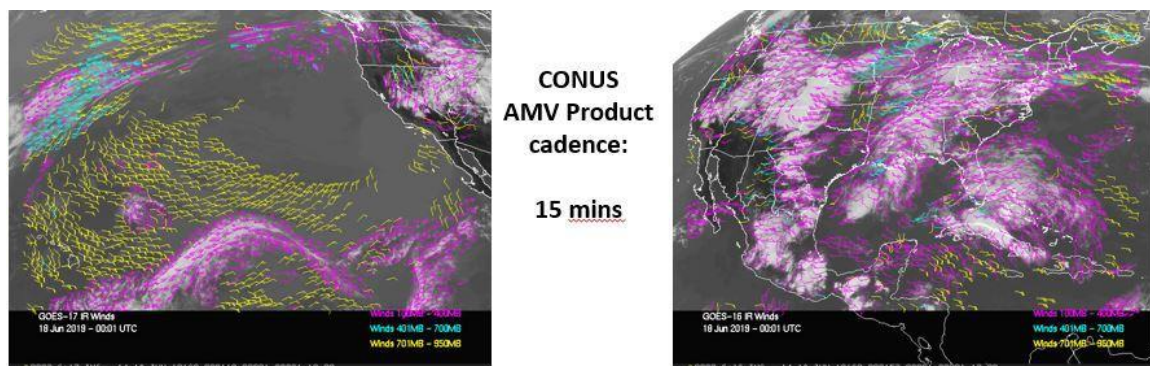 CONUS
AMV Product
cadence:
15 mins
GOES-17 IR Winds
18 Jun 2019 - 00:01 UTC
Winds 100MB - 400MB
Winds 401MB - 700MB
Winds 701MB - 950MB
GOES-16 IR Winds
18 Jun 2019 - 00:01 UTC
Winds 100MB - 400MB
Winds 401MB - 700MB
Winds 701MB - 950MB